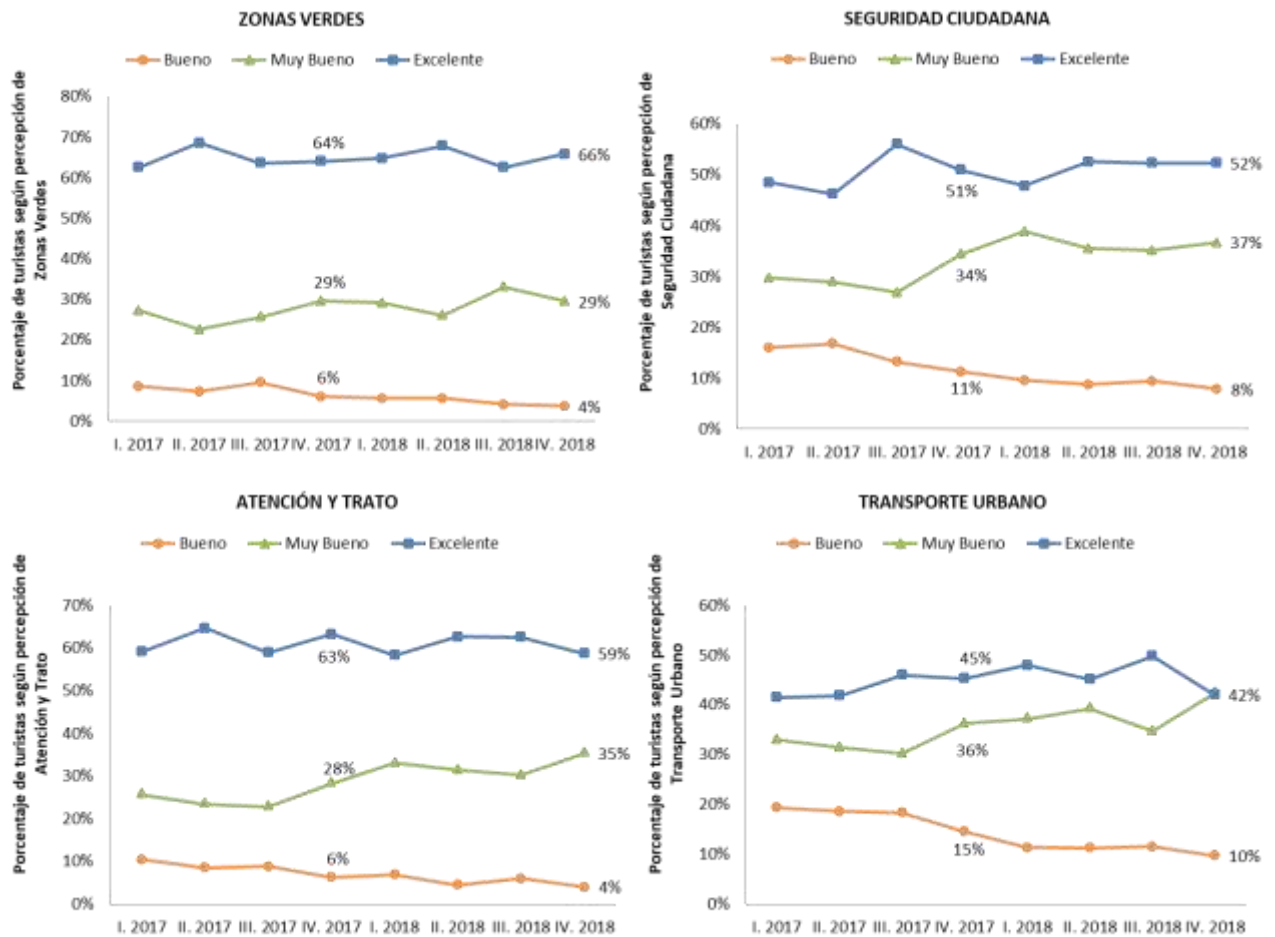 ZONAS VERDES
Bueno Muy Bueno Excelente
Porcentaje de turistas según percepción de
Zonas Verdes
80%
70%
60%
50%
40%
30%
20%
10%
0%
64%
66%
29%
29%
6%
4%
I. 2017 II. 2017 III. 2017 IV. 2017 I. 2018 II. 2018 III. 2018 IV. 2018
SEGURIDAD CIUDADANA
Bueno Muy Bueno Excelente
Porcentaje de turistas según percepción de
Seguridad Ciudadana
60%
50%
40%
30%
20%
10%
0%
51%
52%
34%
37%
11%
8%
I. 2017 II. 2017 III. 2017 IV. 2017 I. 2018 II. 2018 III. 2018 IV. 2018
ATENCIÓN Y TRATO
Bueno Muy Bueno Excelente
Porcentaje de turistas según percepción de
Atención y Trato
70%
60%
50%
40%
30%
20%
10%
0%
63%
59%
28%
35%
6%
4%
I. 2017 II. 2017 III. 2017 IV. 2017 I. 2018 II. 2018 III. 2018 IV. 2018
TRANSPORTE URBANO
Bueno Muy Bueno Excelente
Porcentaje de turistas según percepción de
Transporte Urbano
60%
50%
40%
30%
20%
10%
0%
45%
42%
36%
15%
10%
I. 2017 II. 2017 III. 2017 IV. 2017 I. 2018 II. 2018 III. 2018 IV. 2018